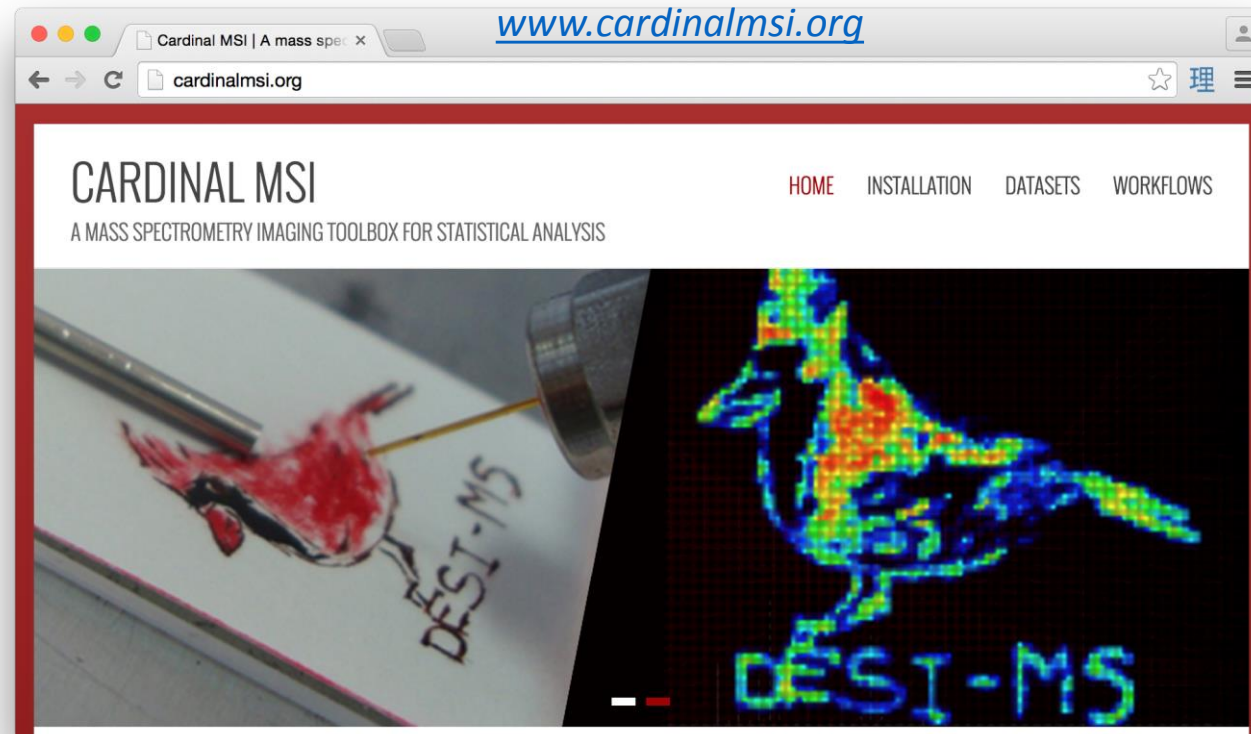 www.cardinalmsi.org
Cardinal MSI | A mass spec
cardinalmsi.org
理
CARDINAL MSI
HOME INSTALLATION DATASETS WORKFLOWS
A MASS SPECTROMETRY IMAGING TOOLBOX FOR STATISTICAL ANALYSIS
DESI-MS
DESI-MS